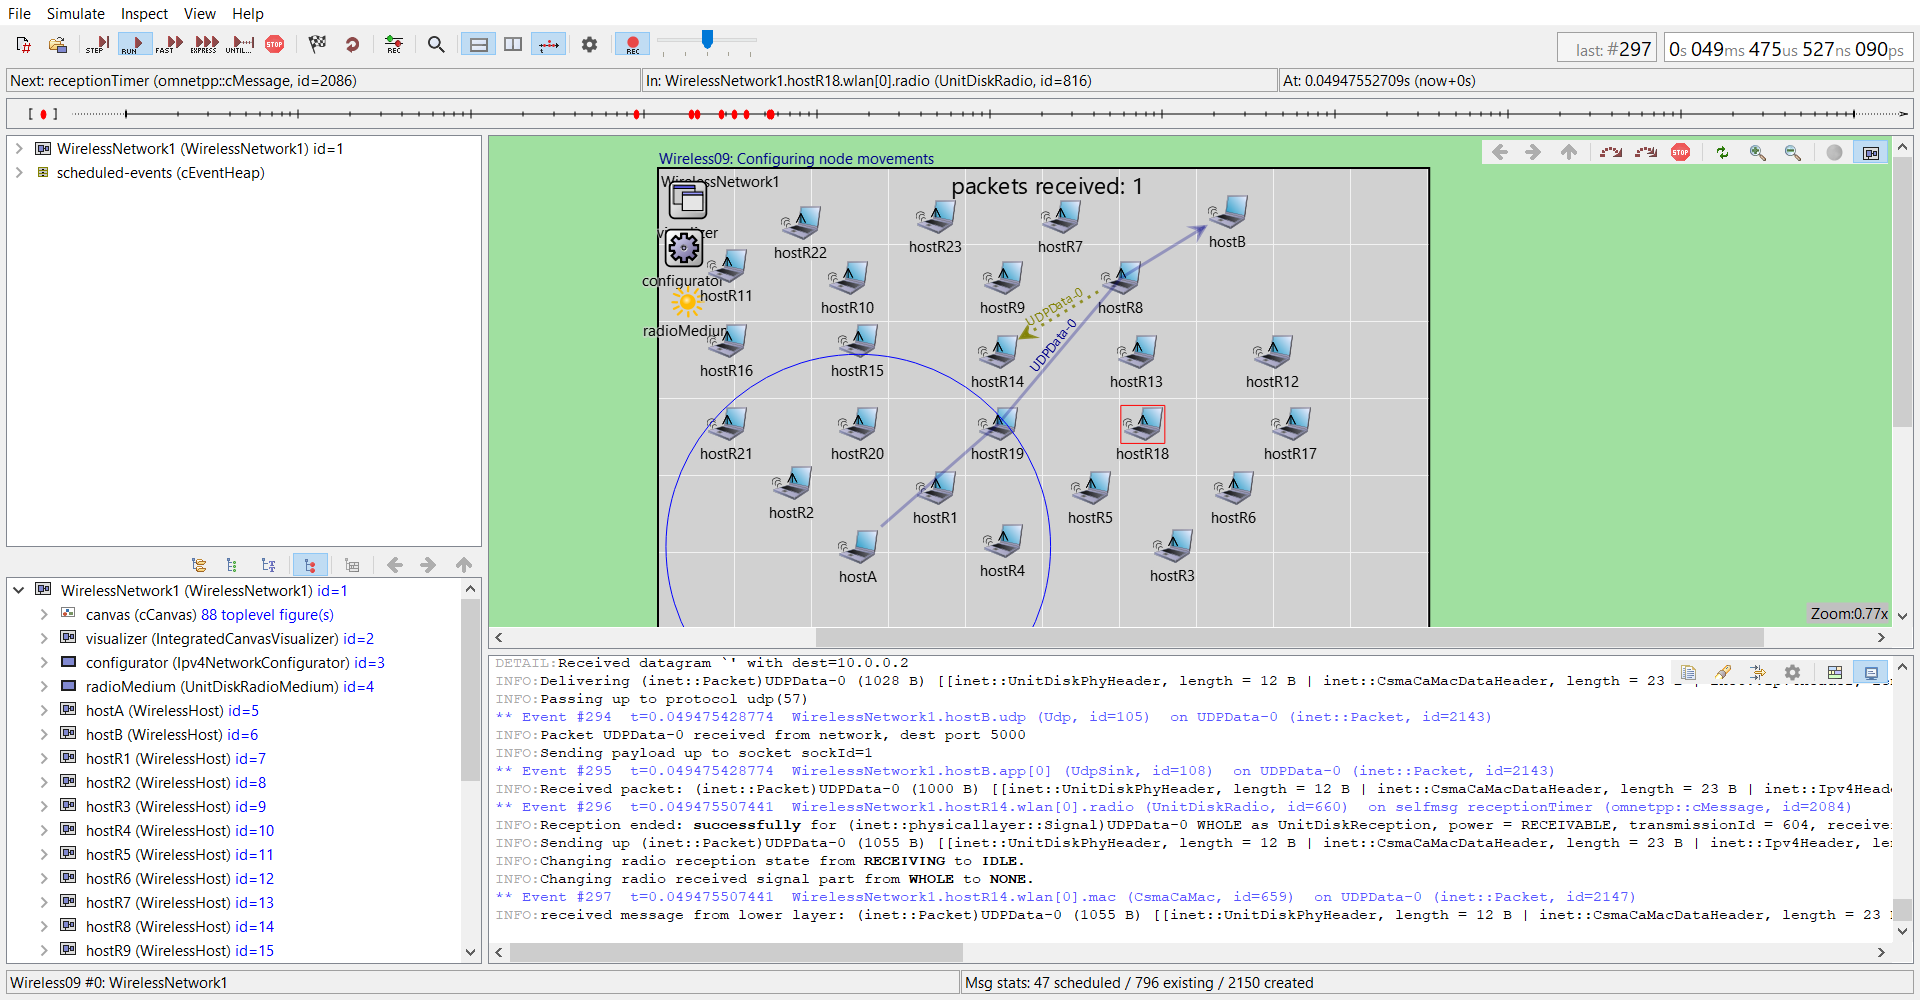 File Simulate Inspect View Help
STEP RUN FAST EXPRESS UNTIL... STOP REC REC
last: #297 0s 049ms 475us 527ns 090ps
Next: receptionTimer (omnetpp::cMessage, id=2086) In: WirelessNetwork1.hostR18.wlan[0].radio (UnitDiskRadio, id=816) At: 0.04947552709s (now+0s)
WirelessNetwork1 (WirelessNetwork1) id=1
scheduled-events (cEventHeap)
WirelessNetwork1 (WirelessNetwork1) id=1
canvas (cCanvas) 88 toplevel figure(s)
visualizer (IntegratedCanvasVisualizer) id=2
configurator (Ipv4NetworkConfigurator) id=3
radioMedium (UnitDiskRadioMedium) id=4
hostA (WirelessHost) id=5
hostB (WirelessHost) id=6
hostR1 (WirelessHost) id=7
hostR2 (WirelessHost) id=8
hostR3 (WirelessHost) id=9
hostR4 (WirelessHost) id=10
hostR5 (WirelessHost) id=11
hostR6 (WirelessHost) id=12
hostR7 (WirelessHost) id=13
hostR8 (WirelessHost) id=14
hostR9 (WirelessHost) id=15
Wireless09: Configuring node movements
STOP
WirelessNetwork1
packets received: 1
visualizer
hostR22
hostR23
hostR7
hostB
configurator
hostR11
hostR10
hostR9
hostR8
UDPData-0
UDPData-0
radioMedium
hostR16
hostR15
hostR14
hostR13
hostR12
hostR21
hostR20
hostR19
hostR18
hostR17
hostR2
hostR1
hostR5
hostR6
hostA
hostR4
hostR3
Zoom:0.77x
DETAIL:Received datagram `' with dest=10.0.0.2
INFO:Delivering (inet::Packet)UDPData-0 (1028 B) [[inet::UnitDiskPhyHeader, length = 12 B | inet::CsmaCaMacDataHeader, length = 23
INFO:Passing up to protocol udp(57)
** Event #294 t=0.049475428774 WirelessNetwork1.hostB.udp (Udp, id=105) on UDPData-0 (inet::Packet, id=2143)
INFO:Packet UDPData-0 received from network, dest port 5000
INFO:Sending payload up to socket sockId=1
** Event #295 t=0.049475428774 WirelessNetwork1.hostB.app[0] (UdpSink, id=108) on UDPData-0 (inet::Packet, id=2143)
INFO:Received packet: (inet::Packet)UDPData-0 (1000 B) [[inet::UnitDiskPhyHeader, length = 12 B | inet::CsmaCaMacDataHeader, length = 23 B | inet::Ipv4Heade
** Event #296 t=0.049475507441 WirelessNetwork1.hostR14.wlan[0].radio (UnitDiskRadio, id=660) on selfmsg receptionTimer (omnetpp::cMessage, id=2084)
INFO:Reception ended: successfully for (inet::physicallayer::Signal)UDPData-0 WHOLE as UnitDiskReception, power = RECEIVABLE, transmissionId = 604, receive
INFO:Sending up (inet::Packet)UDPData-0 (1055 B) [[inet::UnitDiskPhyHeader, length = 12 B | inet::CsmaCaMacDataHeader, length = 23 B | inet::Ipv4Header, le
INFO:Changing radio reception state from RECEIVING to IDLE.
INFO:Changing radio received signal part from WHOLE to NONE.
** Event #297 t=0.049475507441 WirelessNetwork1.hostR14.wlan[0].mac (CsmaCaMac, id=659) on UDPData-0 (inet::Packet, id=2147)
INFO:received message from lower layer: (inet::Packet)UDPData-0 (1055 B) [[inet::UnitDiskPhyHeader, length = 12 B | inet::CsmaCaMacDataHeader, length = 23
Wireless09 #0: WirelessNetwork1 Msg stats: 47 scheduled / 796 existing / 2150 created